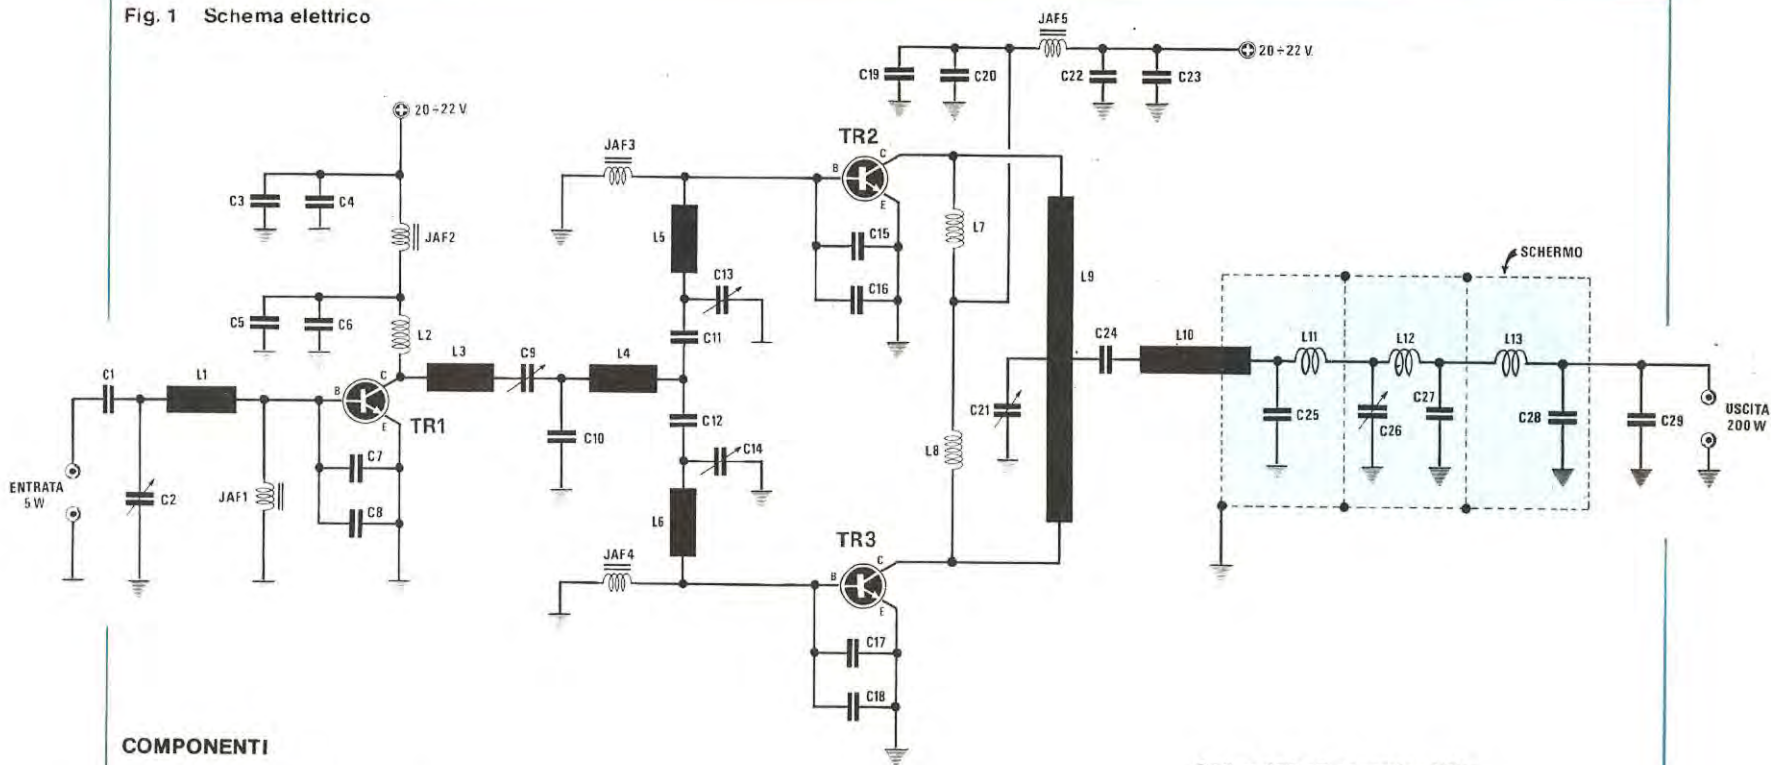 Fig. 1 Schema elettrico
JAF5
20÷22 V.
C19
C20
C22
C23
20÷22 V.
TR2
JAF3
B
C
E
C3
C4
JAF2
L5
C15
L7
C13
C16
SCHERMO
L9
C5
C6
L2
C11
C24
L10
L11
L12
L13
L3
C9
L4
C1
L1
B
C
E
TR1
C12
C21
C25
C26
C27
C28
C29
USCITA
200 W
C10
C14
L8
ENTRATA
5 W
C2
JAF1
C7
C8
L6
TR3
JAF4
B
C
E
C17
C18
COMPONENTI